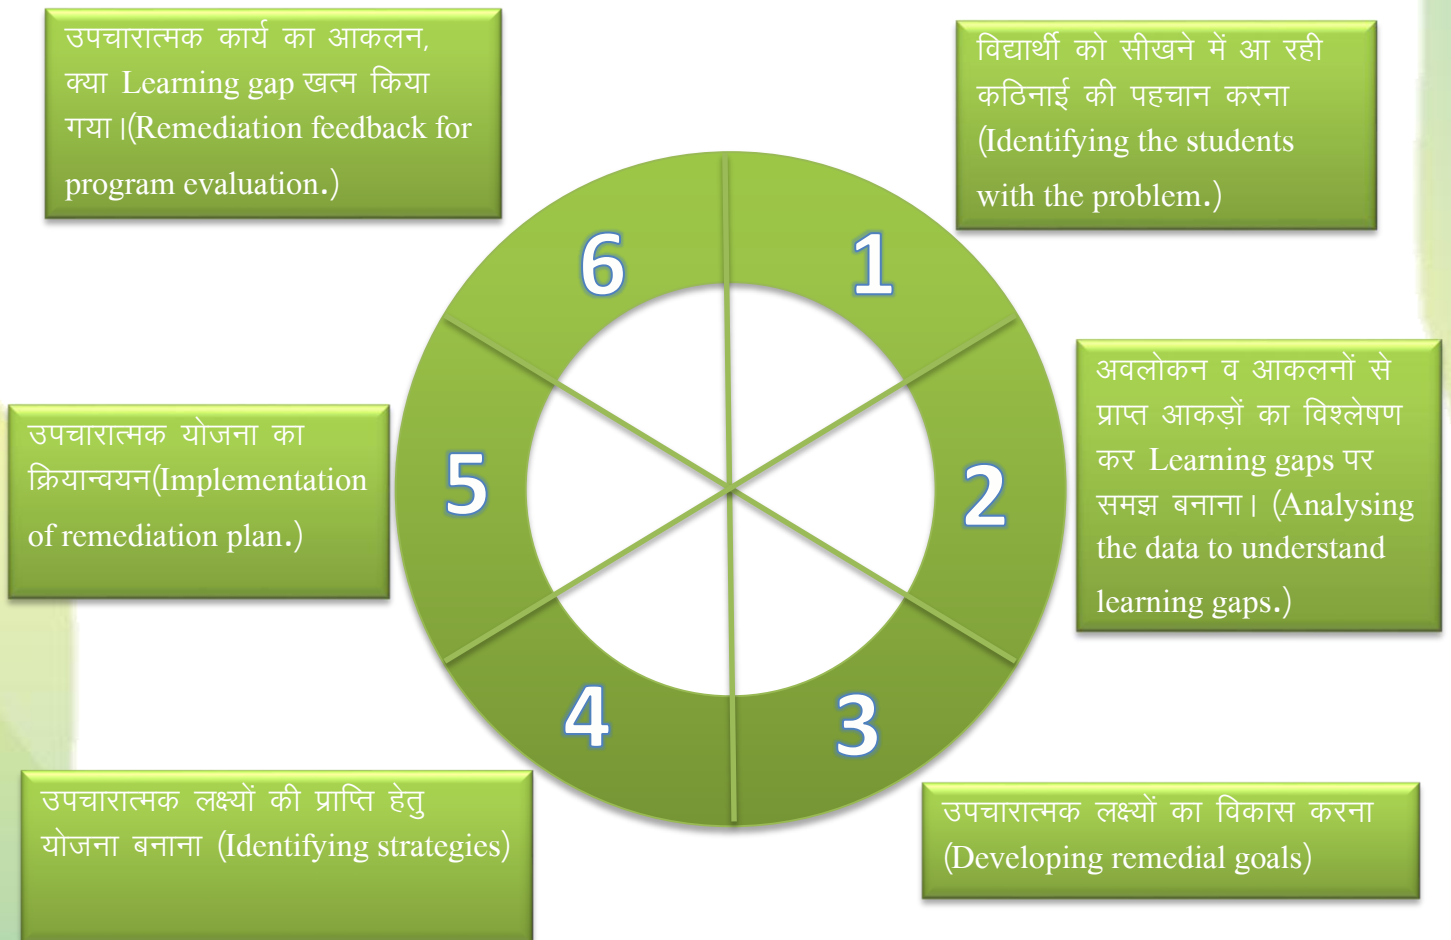 विद्यार्थी को सीखने में आ रही
कठिनाई की पहचान करना
(Identifying the students
with the problem.)
अवलोकन व आकलनों से
प्राप्त आकड़ों का विश्लेषण
कर Learning gaps पर
समझ बनाना। (Analysing
the data to understand
learning gaps.)
उपचारात्मक लक्ष्यों का विकास करना
(Developing remedial goals)
उपचारात्मक लक्ष्यों की प्राप्ति हेतु
योजना बनाना (Identifying strategies)
उपचारात्मक योजना का
क्रियान्वयन(Implementation
of remediation plan.)
उपचारात्मक कार्य का आकलन,
क्या Learning gap खत्म किया
गया।(Remediation feedback for
program evaluation.)
1
2
3
4
5
6